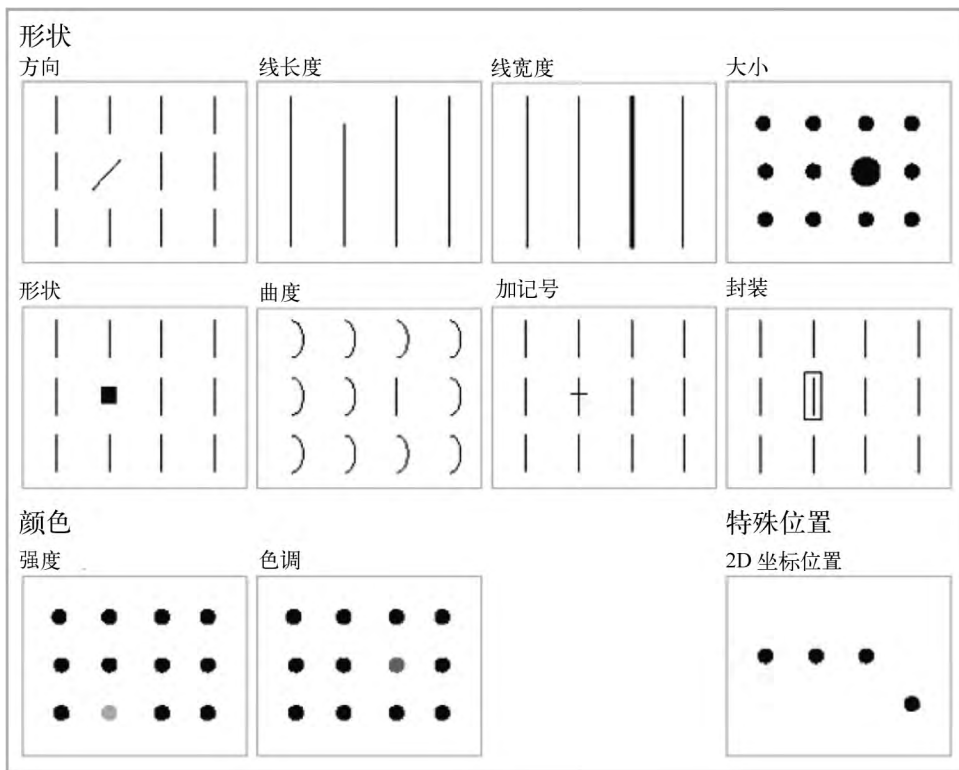 形状
方向 线长度 线宽度 大小
形状 曲度 加记号 封装
颜色 特殊位置
强度 色调 2D 坐标位置